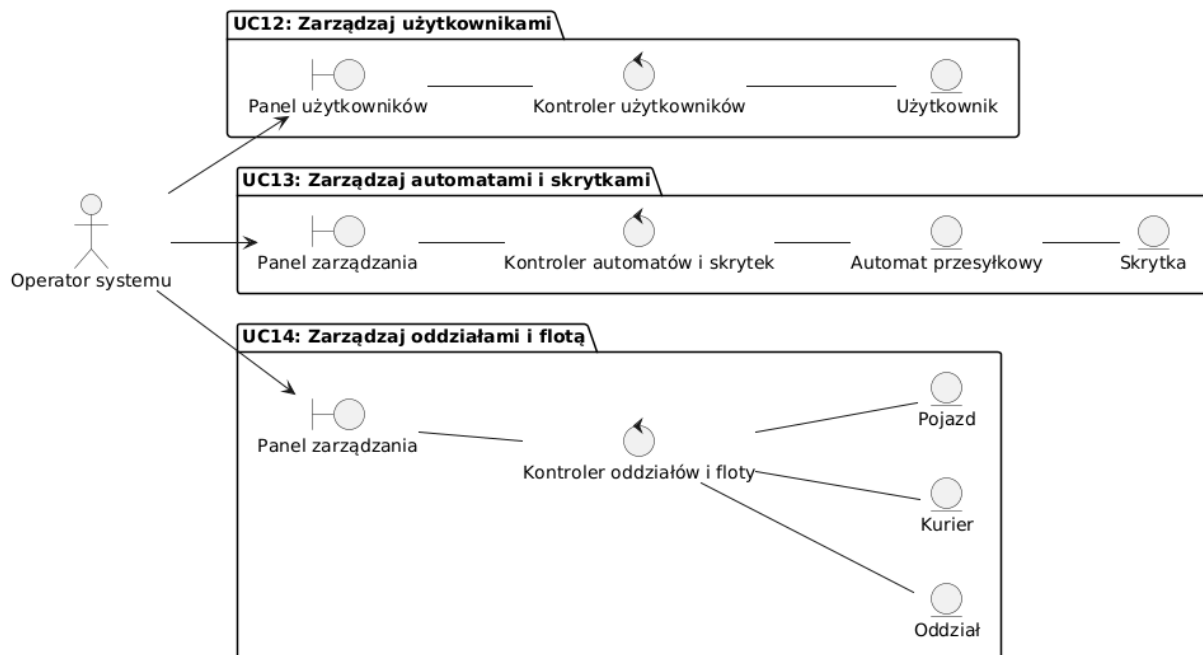 UC12: Zarządzaj użytkownikami
Panel użytkowników
Kontroler użytkowników
Użytkownik
UC13: Zarządzaj automatami i skrytkami
Panel zarządzania
Kontroler automatów i skrytek
Automat przesyłkowy
Skrytka
Operator systemu
UC14: Zarządzaj oddziałami i flotą
Panel zarządzania
Kontroler oddziałów i floty
Pojazd
Kurier
Oddział